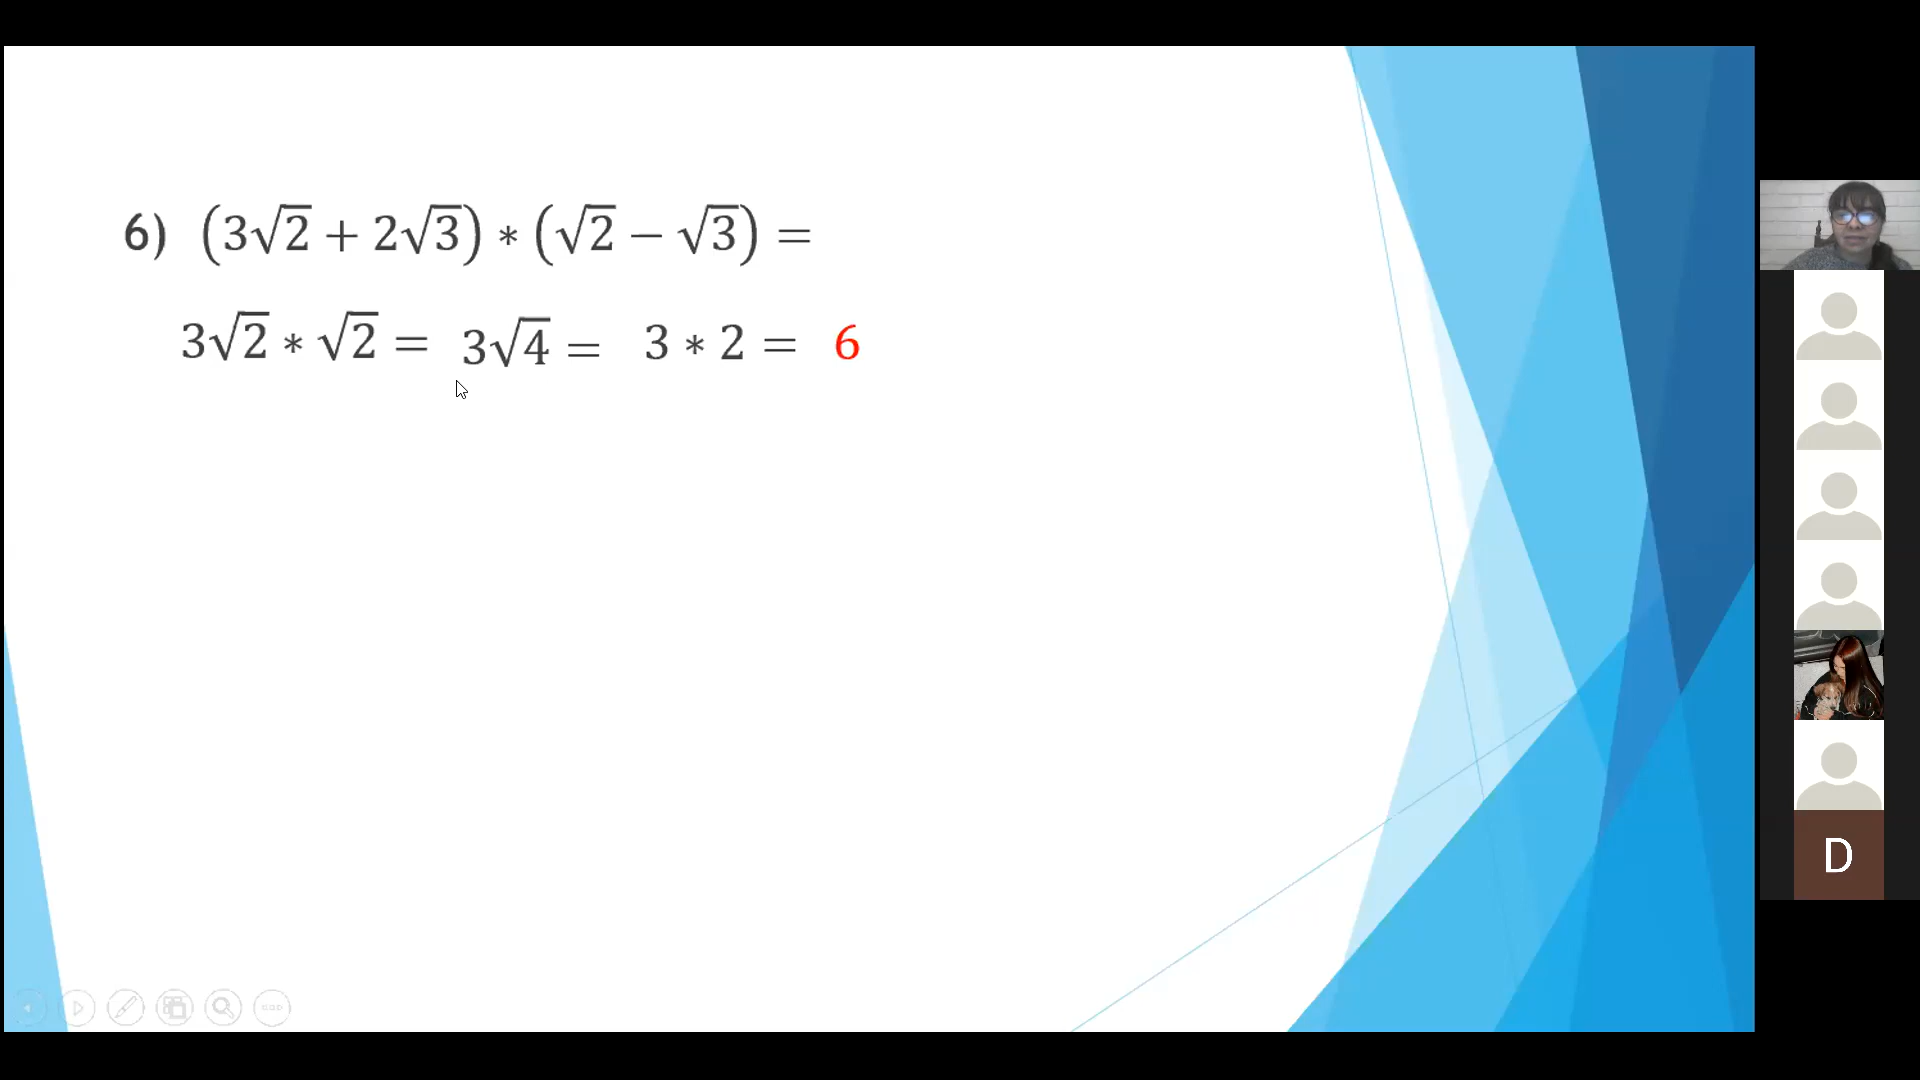 6) (3√2 + 2√3) * (√2 − √3) =
3√2 * √2 = 3√4 = 3 * 2 = 6
D